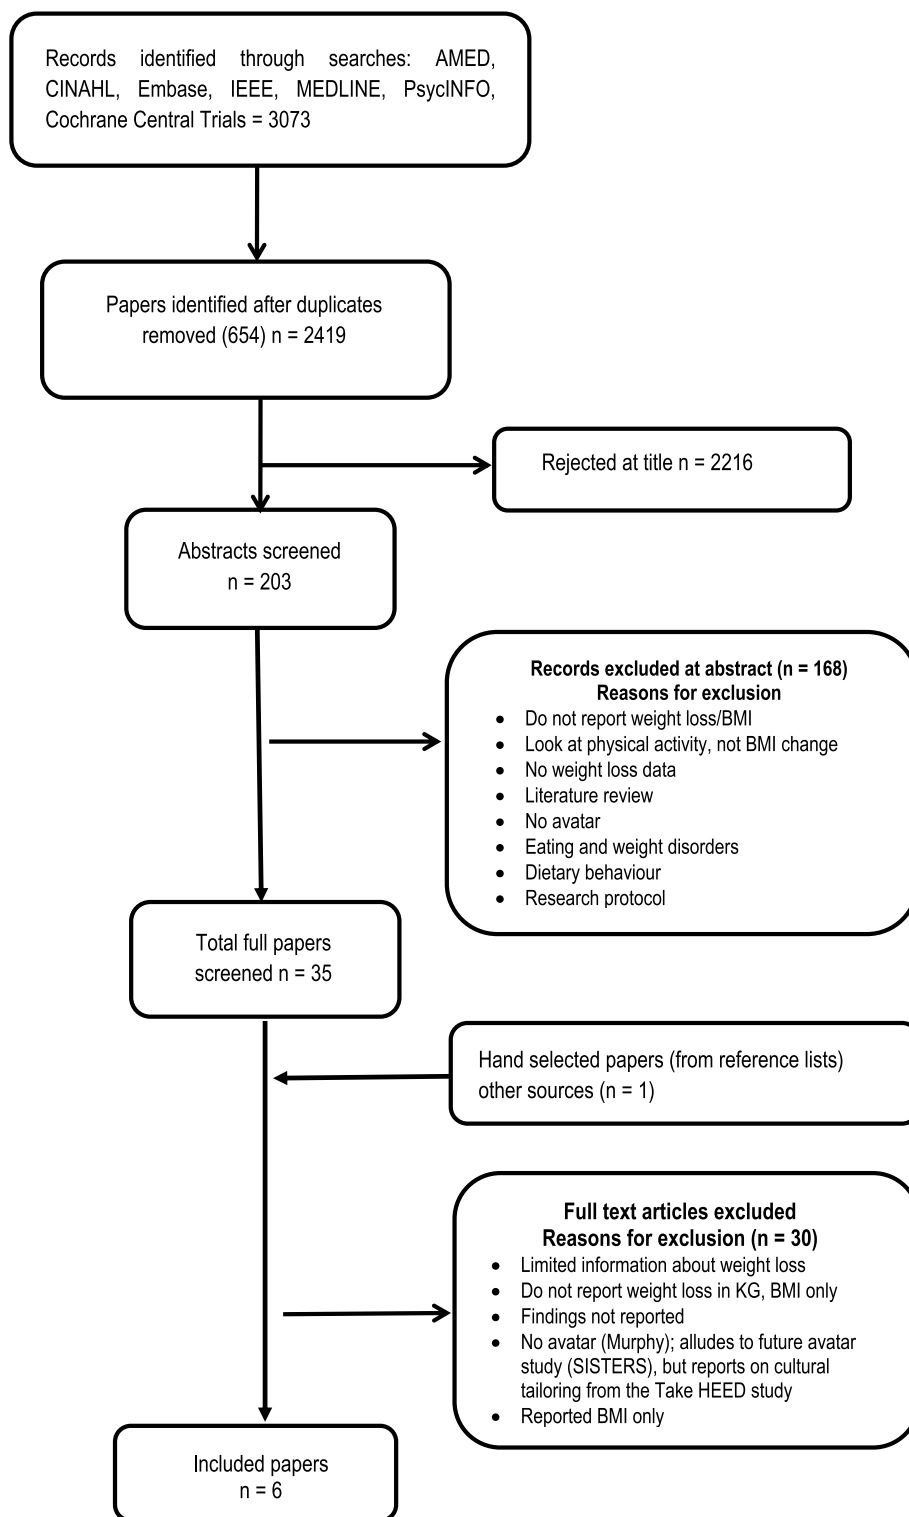 Records identified through searches: AMED,
CINAHL, Embase, IEEE, MEDLINE, PsycINFO,
Cochrane Central Trials = 3073
Papers identified after duplicates
removed (654) n = 2419
Rejected at title n = 2216
Abstracts screened
n = 203
Records excluded at abstract (n = 168)
Reasons for exclusion
• Do not report weight loss/BMI
• Look at physical activity, not BMI change
• No weight loss data
• Literature review
• No avatar
• Eating and weight disorders
• Dietary behaviour
• Research protocol
Total full papers
screened n = 35
Hand selected papers (from reference lists)
other sources (n = 1)
Full text articles excluded
Reasons for exclusion (n = 30)
• Limited information about weight loss
• Do not report weight loss in KG, BMI only
• Findings not reported
• No avatar (Murphy); alludes to future avatar
study (SISTERS), but reports on cultural
tailoring from the Take HEED study
• Reported BMI only
Included papers
n = 6